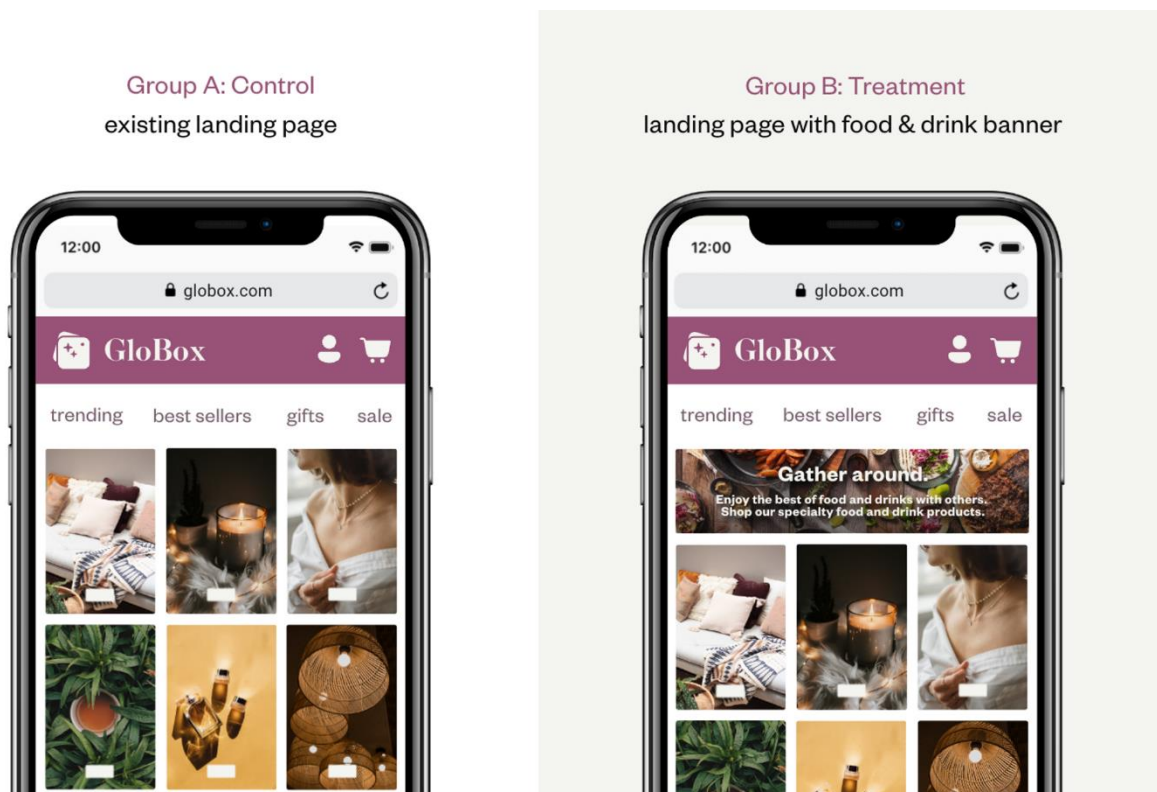 Group A: Control
existing landing page
12:00
globox.com
GloBox
trending best sellers gifts sale
Group B: Treatment
landing page with food & drink banner
12:00
globox.com
GloBox
trending best sellers gifts sale
Gather around.
Enjoy the best of food and drinks with others.
Shop our specialty food and drink products.